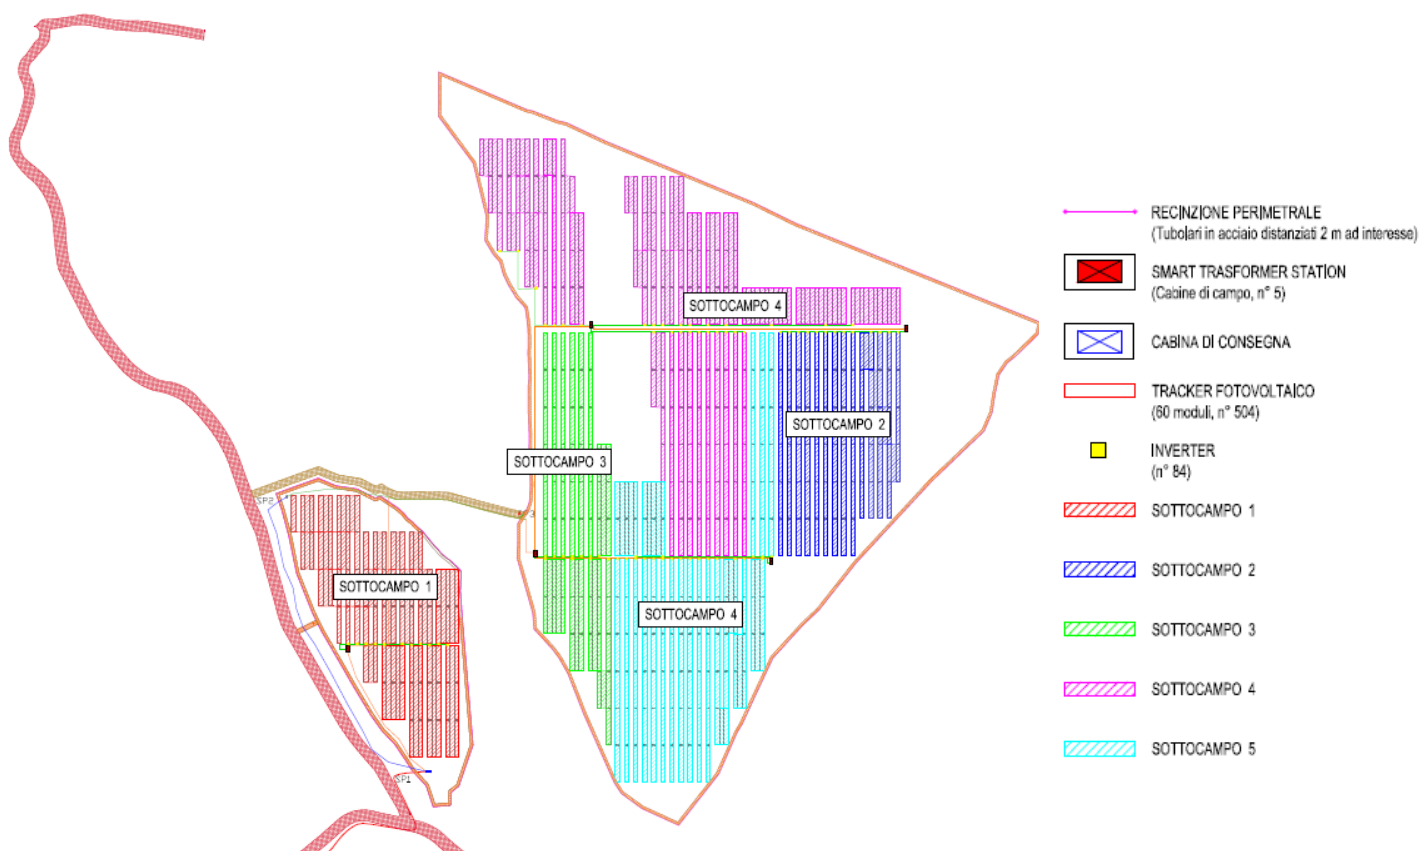 SOTTOCAMPO 4
SOTTOCAMPO 2
SOTTOCAMPO 3
SP2
SOTTOCAMPO 1
SOTTOCAMPO 4
SP1
RECINZIONE PERIMETRALE
(Tubolari in acciaio distanziati 2 m ad interesse)
SMART TRASFORMER STATION
(Cabine di campo, n° 5)
CABINA DI CONSEGNA
TRACKER FOTOVOLTAICO
(60 moduli, n° 504)
INVERTER
(n° 84)
SOTTOCAMPO 1
SOTTOCAMPO 2
SOTTOCAMPO 3
SOTTOCAMPO 4
SOTTOCAMPO 5